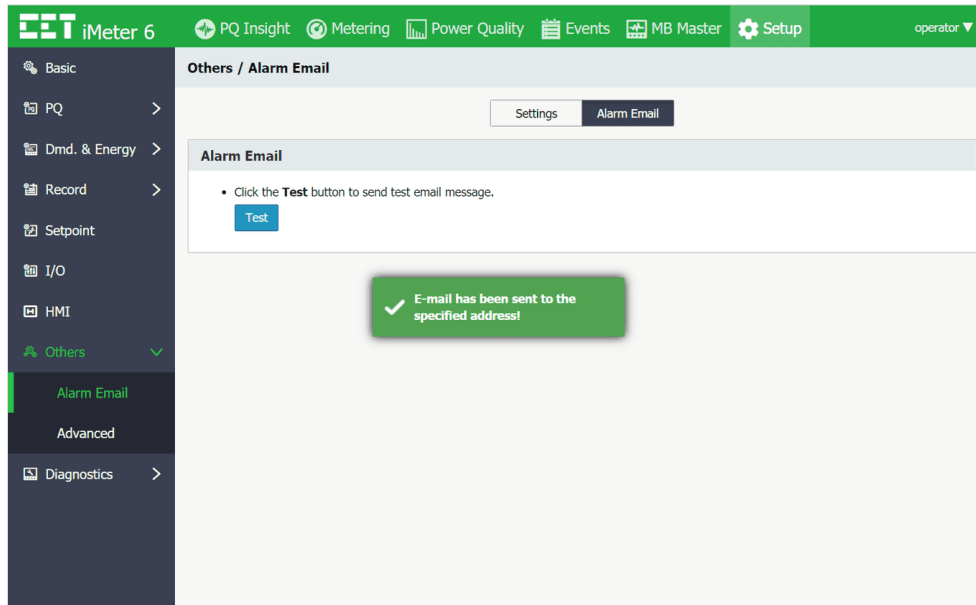 CET iMeter 6
PQ Insight
Metering
Power Quality
Events
MB Master
Setup
operator ▼
Basic
PQ
Dmd. & Energy
Record
Setpoint
I/O
HMI
Others
Alarm Email
Advanced
Diagnostics
Others / Alarm Email
Settings
Alarm Email
Alarm Email
• Click the Test button to send test email message.
Test
E-mail has been sent to the
specified address!